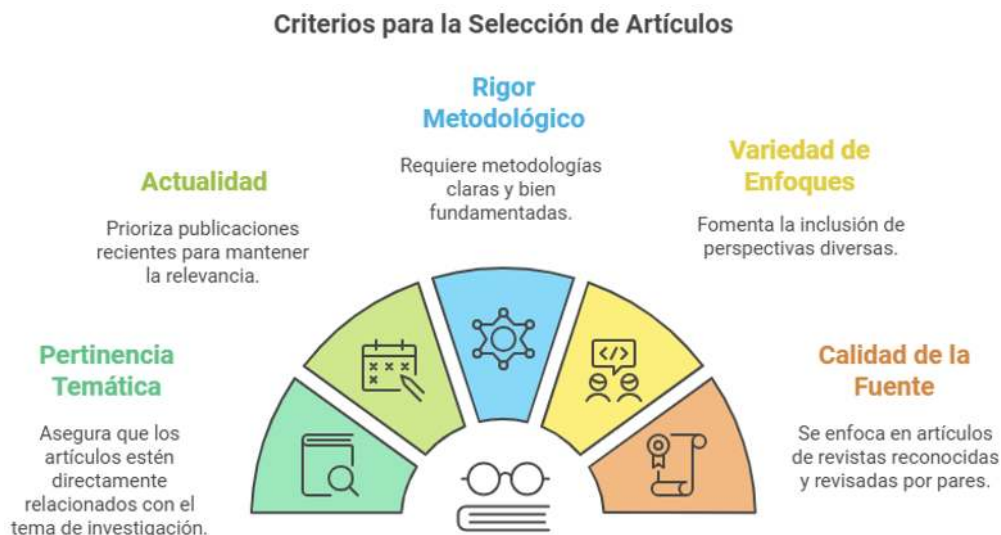 Criterios para la Selección de Artículos
Rigor
Metodológico
Requiere metodologías
claras y bien
fundamentadas.
Actualidad
Prioriza publicaciones
recientes para mantener
la relevancia.
Variedad de
Enfoques
Fomenta la inclusión de
perspectivas diversas.
Pertinencia
Temática
Asegura que los
artículos estén
directamente
relacionados con el
tema de investigación.
Calidad de la
Fuente
Se enfoca en artículos
de revistas reconocidas
y revisadas por pares.